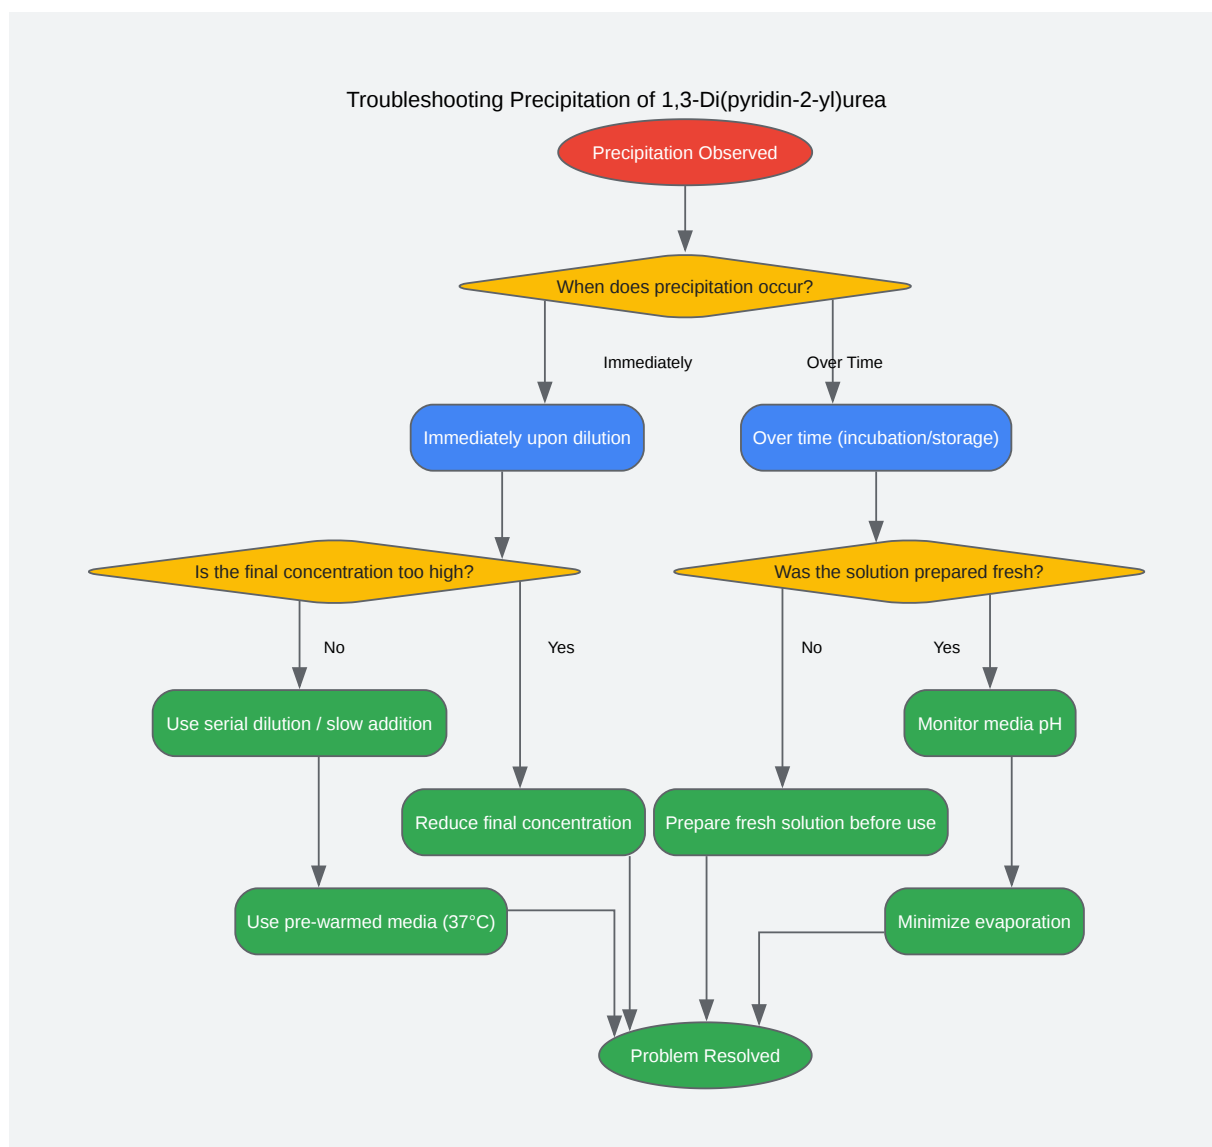 Troubleshooting Precipitation of 1,3-Di(pyridin-2-yl)urea
Precipitation Observed
When does precipitation occur?
Immediately
Over Time
Immediately upon dilution
Over time (incubation/storage)
Is the final concentration too high?
Was the solution prepared fresh?
No
Yes
No
Yes
Use serial dilution / slow addition
Monitor media pH
Reduce final concentration
Prepare fresh solution before use
Use pre-warmed media (37°C)
Minimize evaporation
Problem Resolved